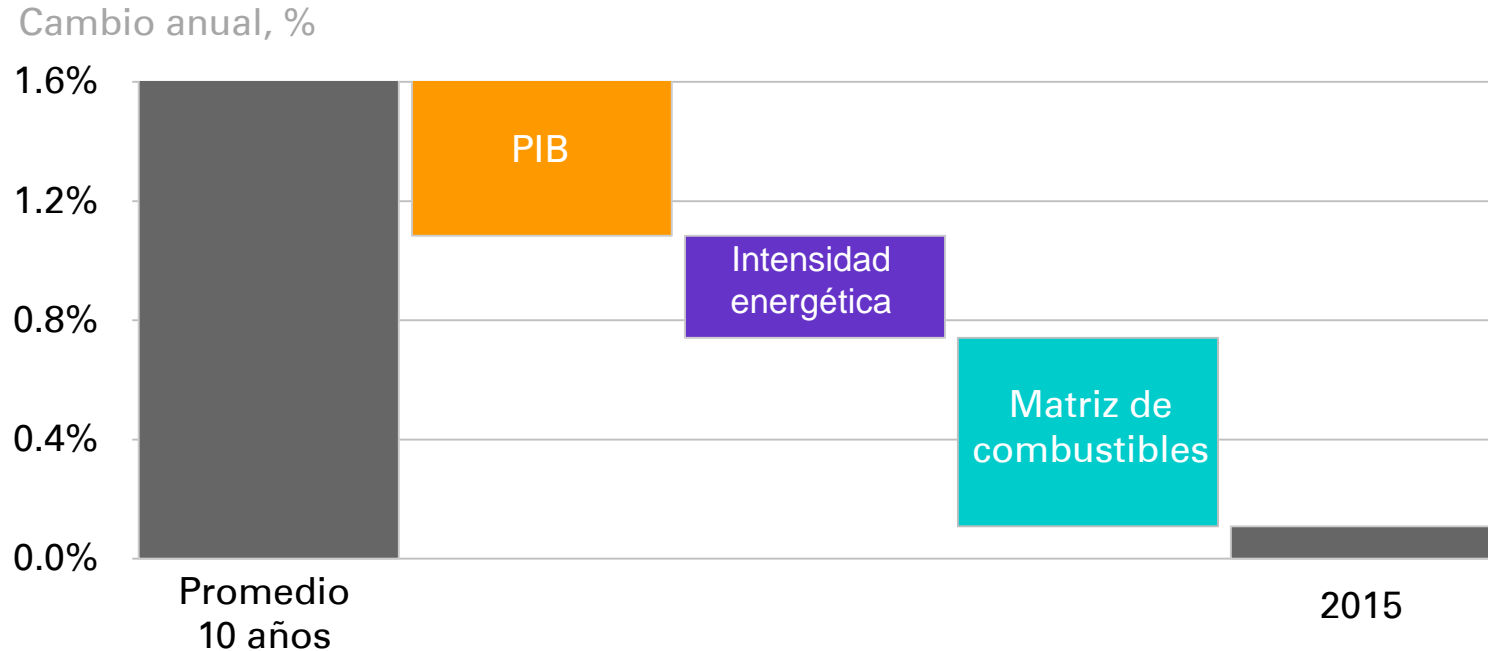 Cambio anual, %
1.6%
1.2%
0.8%
0.4%
0.0%
PIB
Intensidad
energética
Matriz de
combustibles
Promedio
10 años
2015